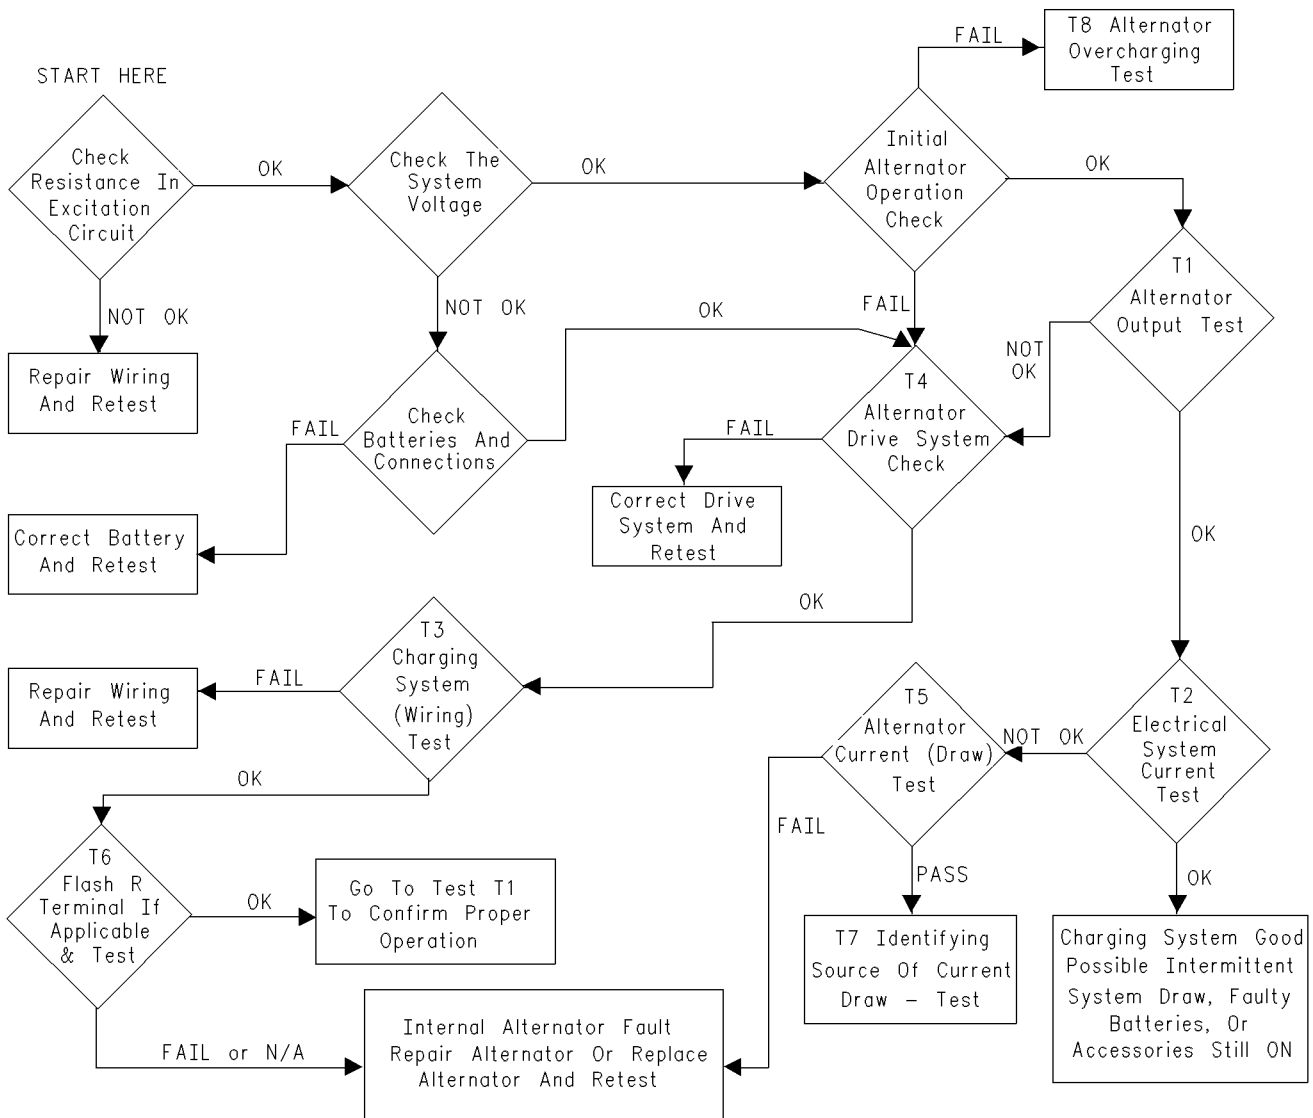 START HERE
Check
Resistance In
Excitation
Circuit
OK
NOT OK
Repair Wiring
And Retest
Check The
System
Voltage
OK
NOT OK
Check
Batteries And
Connections
FAIL
Correct Battery
And Retest
OK
Initial
Alternator
Operation
Check
FAIL
T8 Alternator
Overcharging
Test
OK
FAIL
T1
Alternator
Output Test
NOT
OK
OK
T4
Alternator
Drive System
Check
FAIL
Correct Drive
System And
Retest
OK
T3
Charging
System
(Wiring)
Test
FAIL
Repair Wiring
And Retest
OK
T2
Electrical
System
Current
Test
NOT OK
OK
T5
Alternator
Current (Draw)
Test
FAIL
PASS
T6
Flash R
Terminal If
Applicable
& Test
OK
Go To Test T1
To Confirm Proper
Operation
FAIL or N/A
Internal Alternator Fault
Repair Alternator Or Replace
Alternator And Retest
T7 Identifying
Source Of Current
Draw – Test
Charging System Good
Possible Intermittent
System Draw, Faulty
Batteries, Or
Accessories Still ON